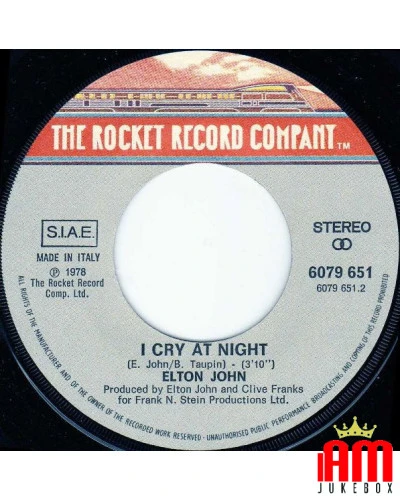 THE ROCKET RECORD COMPANY™
S.I.A.E.
MADE IN ITALY
℗ 1978
The Rocket Record
Comp. Ltd.
STEREO
6079 651
6079 651.2
I CRY AT NIGHT
(E. John/B. Taupin) - (3'10")
ELTON JOHN
Produced by Elton John and Clive Franks
for Frank N. Stein Productions Ltd.
ALL RIGHTS OF THE MANUFACTURER AND OF THE OWNER OF THE RECORDED WORK RESERVED - UNAUTHORISED PUBLIC PERFORMANCE BROADCASTING AND COPYING OF THIS RECORD PROHIBITED
IAM
JUKEBOX